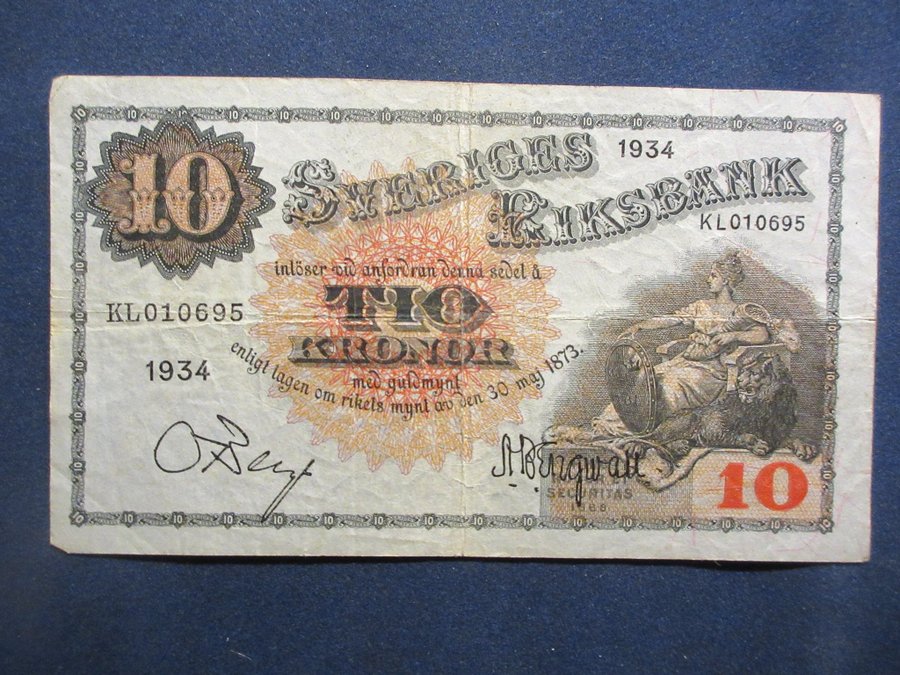 10
SVERIGES
1934
RIKSBANK
KL010695
inlöser vid anfordran denna sedel å
TIO
KRONOR
KL010695
med guldmynt
1934
enligt lagen om rikets mynt av den 30 maj 1873.
SECURITAS
10